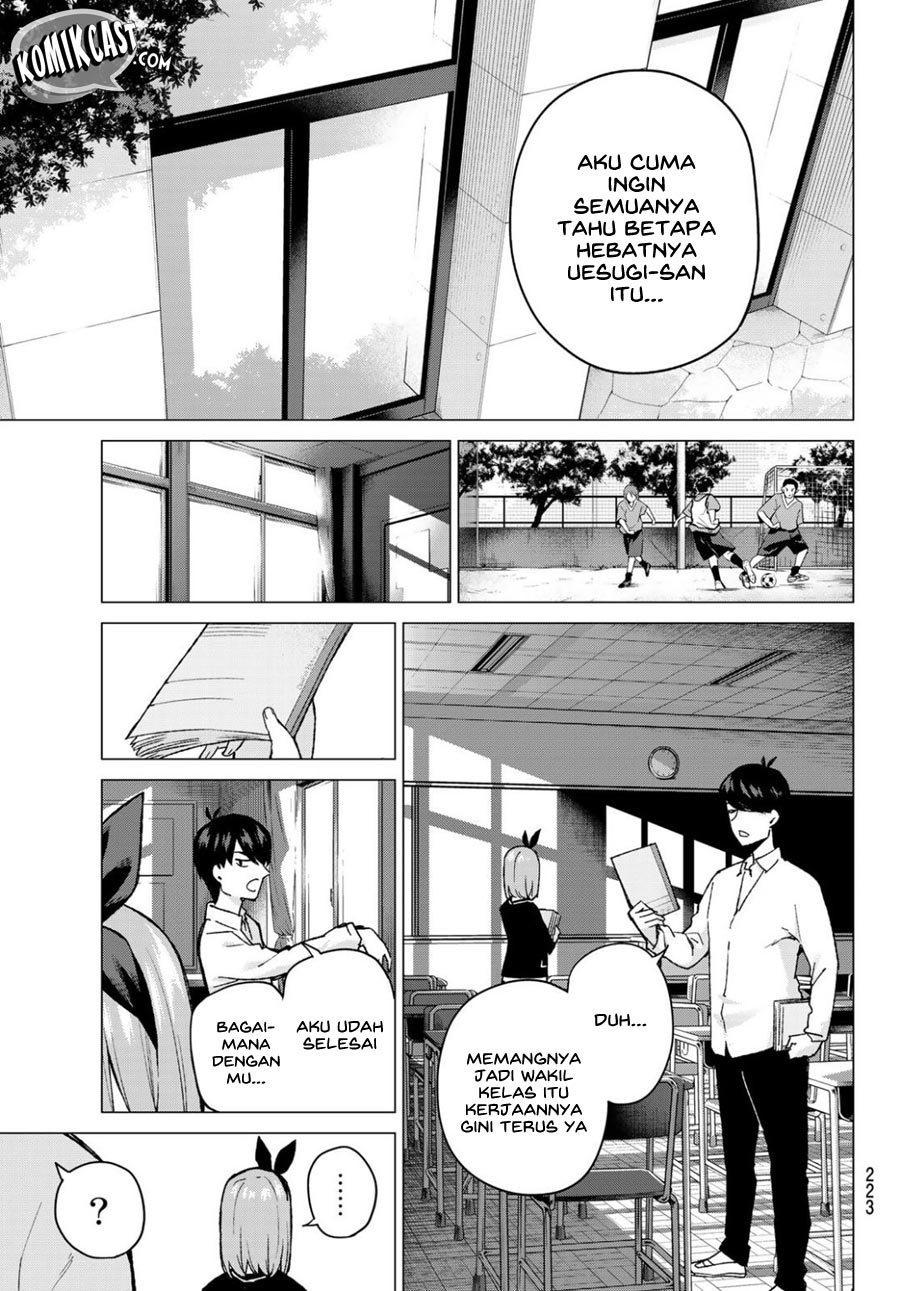 KOMIKCAST
.COM
AKU CUMA
INGIN
SEMUANYA
TAHU BETAPA
HEBATNYA
UESUGI-SAN
ITU...
DUH...
MEMANGNYA
JADI WAKIL
KELAS ITU
KERJAANNYA
GINI TERUS YA
AKU UDAH
SELESAI
BAGAI-
MANA
DENGAN
MU...
......
?
223